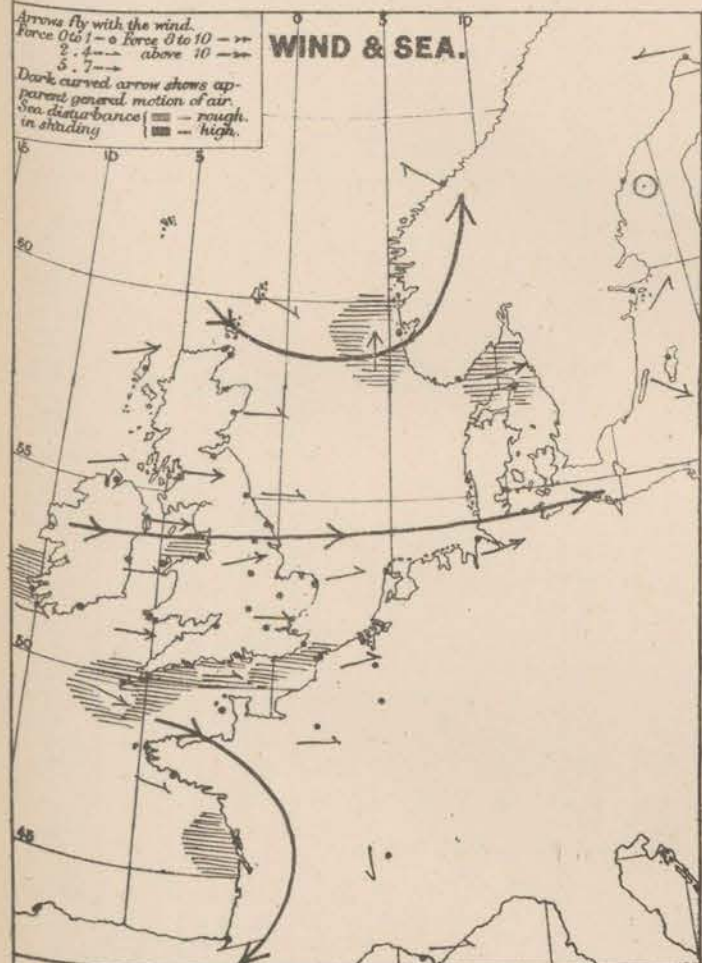 Arrows fly with the wind.
Force 0 to 1 – Force 8 to 10 –
2 . 4 – above 10 –
5 . 7 –
Dark curved arrow shows ap-
parent general motion of air.
Sea disturbance – rough.
in shading – high.
WIND & SEA.
0 5 10
15 10 5
60
55
50
45